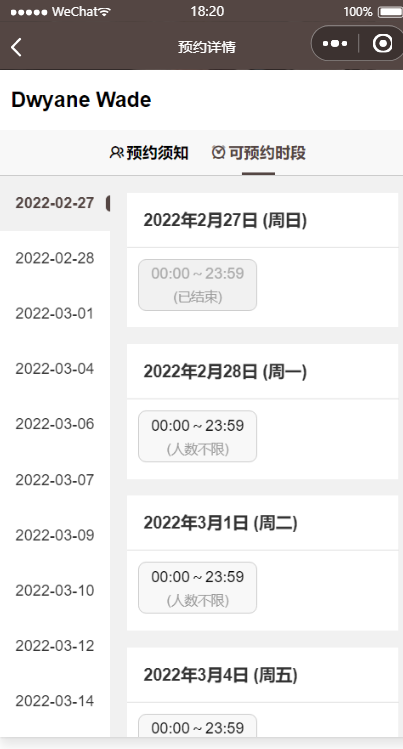 WeChat
18:20
100%
预约详情
Dwyane Wade
预约须知
可预约时段
2022-02-27
2022-02-28
2022-03-01
2022-03-04
2022-03-06
2022-03-07
2022-03-09
2022-03-10
2022-03-12
2022-03-14
2022年2月27日 (周日)
00:00 ~ 23:59
(已结束)
2022年2月28日 (周一)
00:00 ~ 23:59
(人数不限)
2022年3月1日 (周二)
00:00 ~ 23:59
(人数不限)
2022年3月4日 (周五)
00:00 ~ 23:59